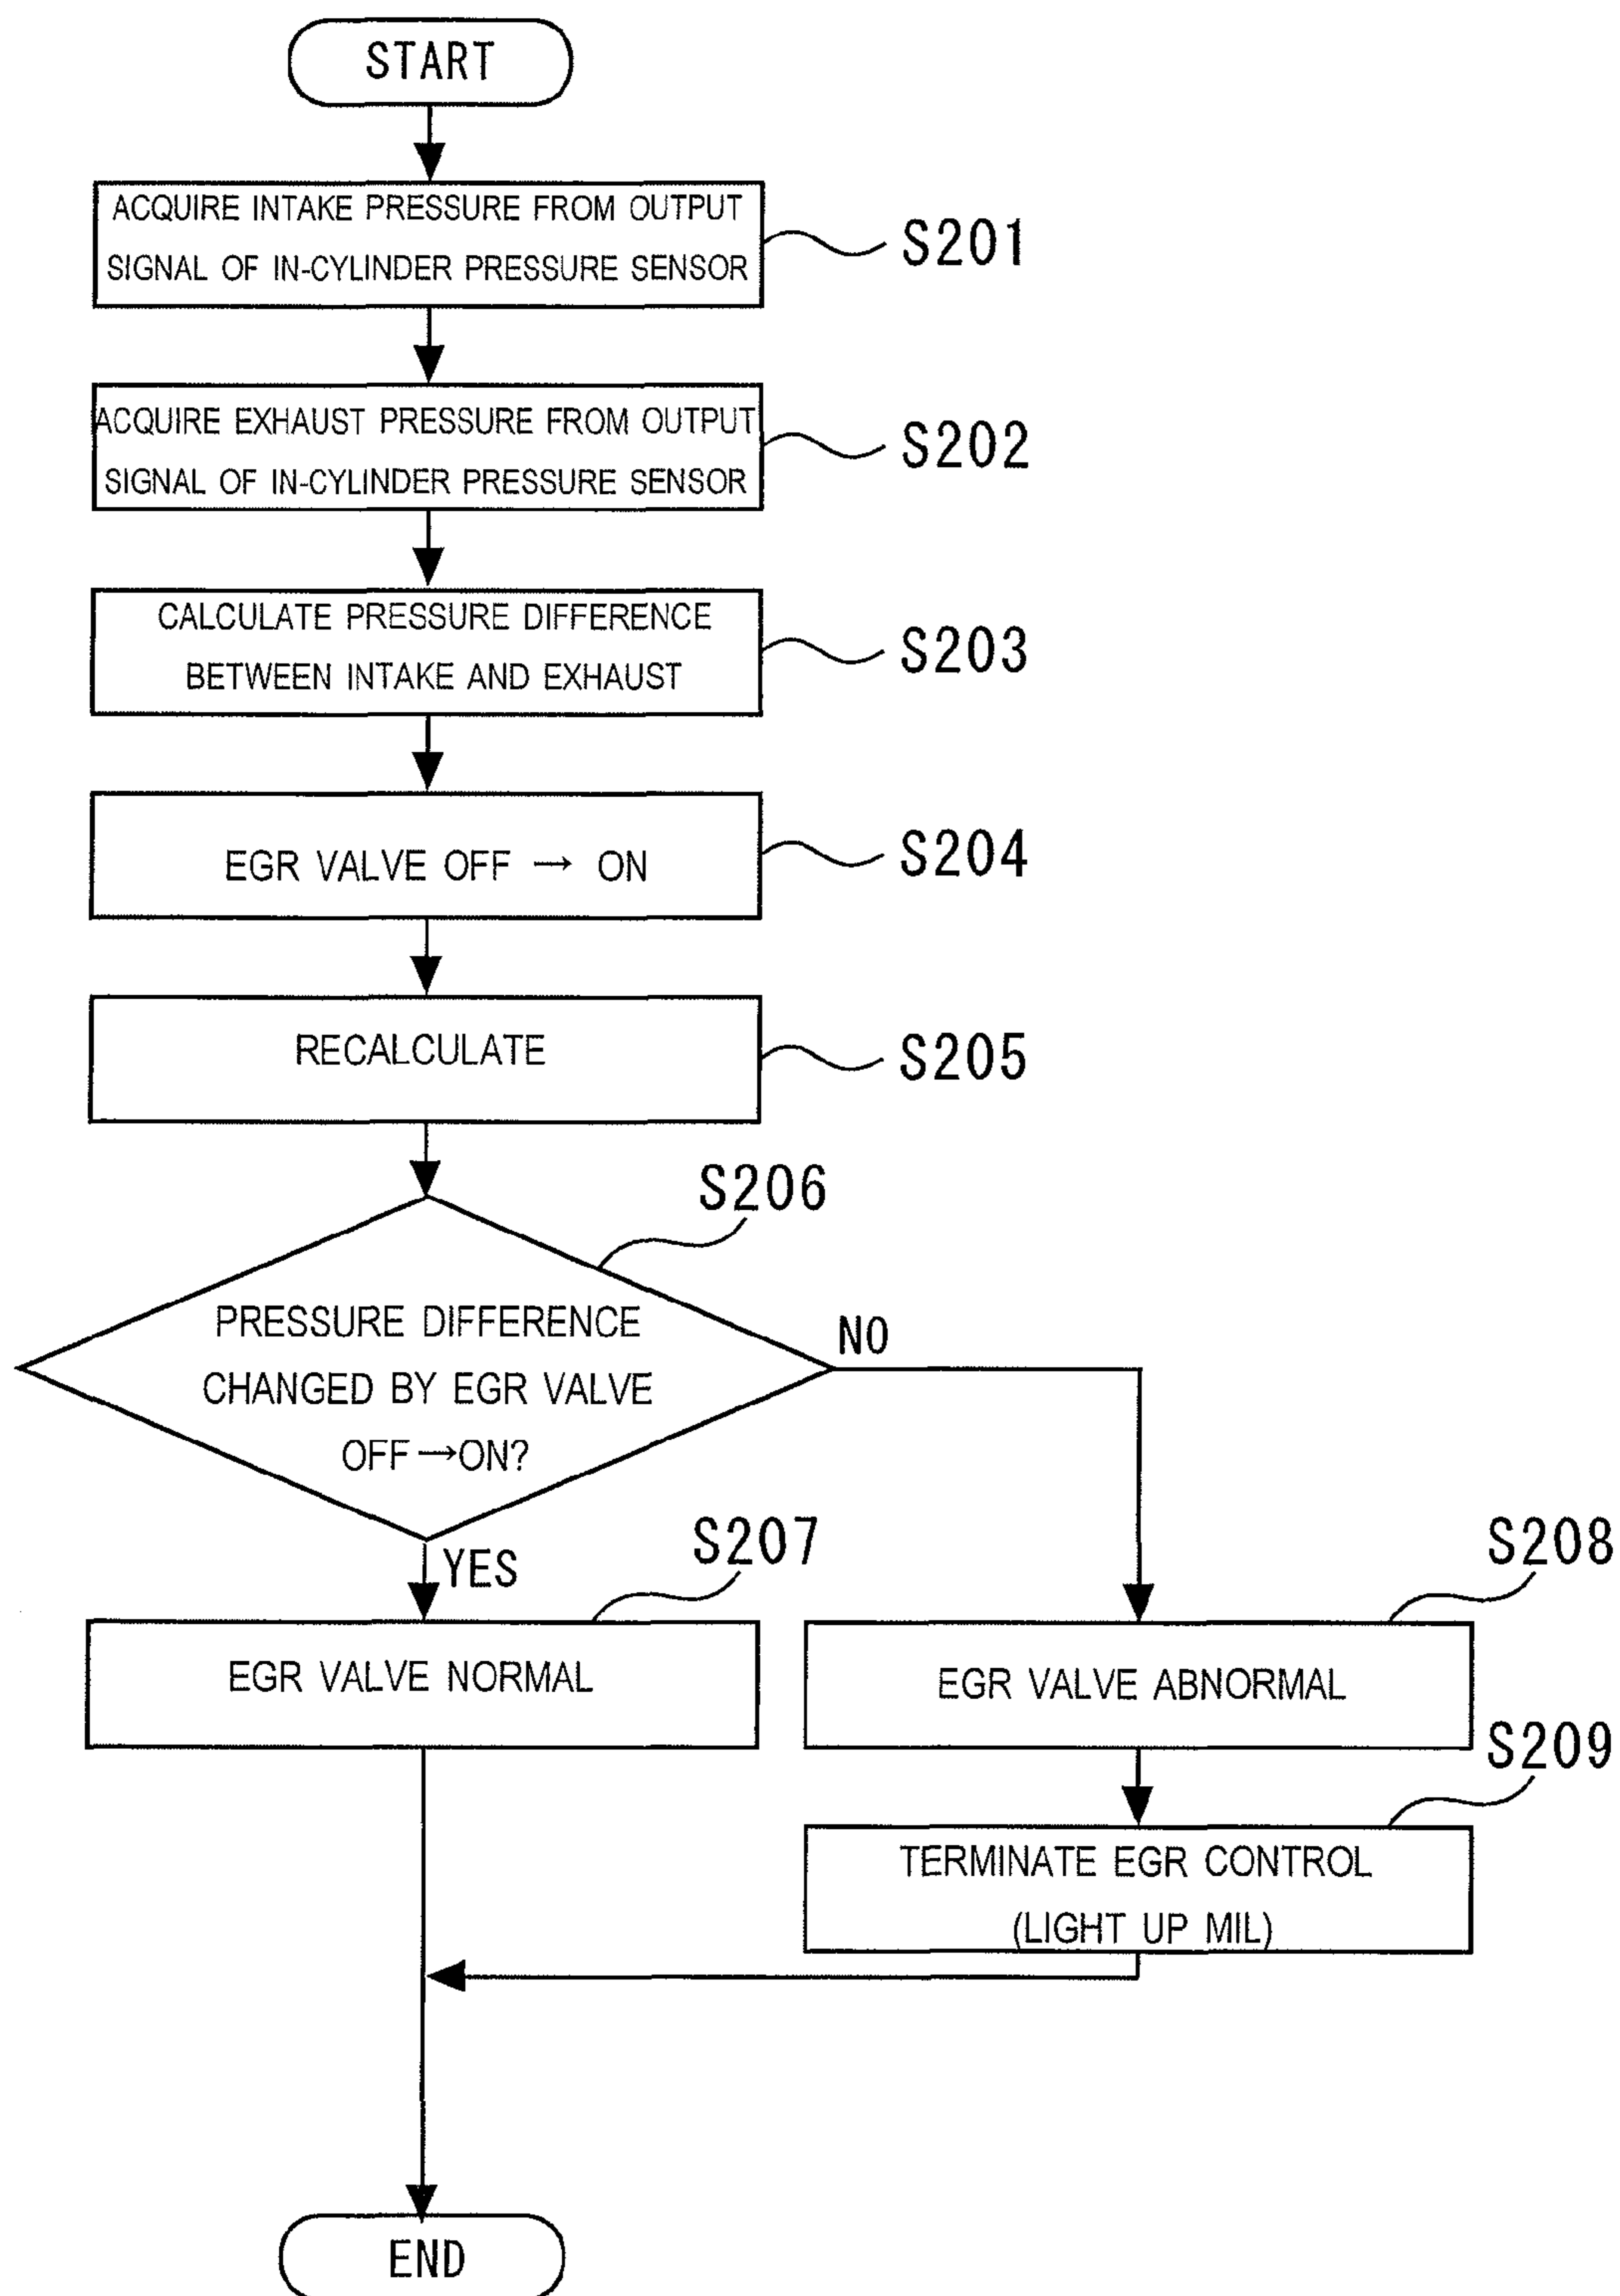 START
ACQUIRE INTAKE PRESSURE FROM OUTPUT
SIGNAL OF IN-CYLINDER PRESSURE SENSOR
S201
ACQUIRE EXHAUST PRESSURE FROM OUTPUT
SIGNAL OF IN-CYLINDER PRESSURE SENSOR
S202
CALCULATE PRESSURE DIFFERENCE
BETWEEN INTAKE AND EXHAUST
S203
EGR VALVE OFF → ON
S204
RECALCULATE
S205
S206
PRESSURE DIFFERENCE
CHANGED BY EGR VALVE
OFF→ON?
NO
YES
S207
EGR VALVE NORMAL
S208
EGR VALVE ABNORMAL
S209
TERMINATE EGR CONTROL
(LIGHT UP MIL)
END